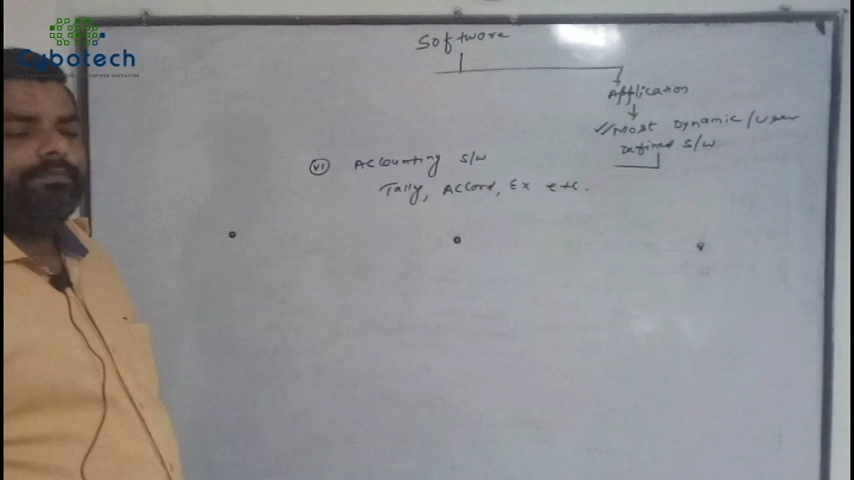 Cybotech
Software
Application
Most Dynamic/User
Defined S/W
VI Accounting S/W
Tally, Accord, Ex etc.